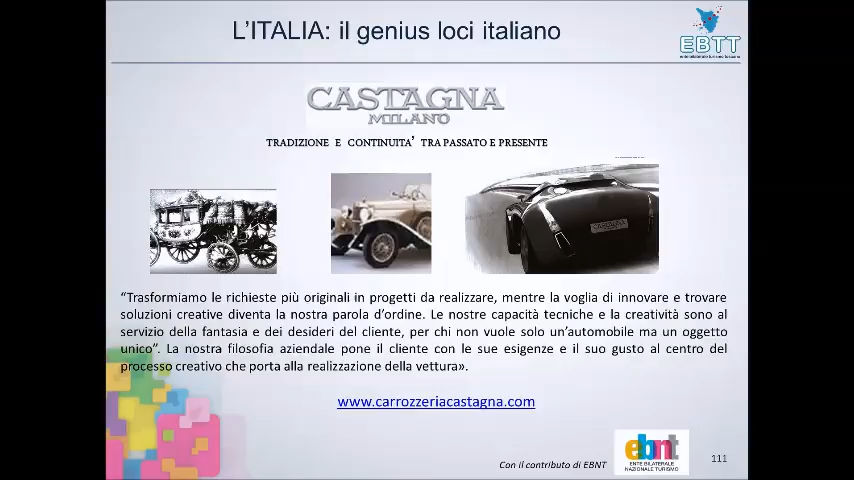 L'ITALIA: il genius loci italiano
EBTT
ente bilaterale turismo toscano
CASTAGNA
MILANO
TRADIZIONE E CONTINUITA' TRA PASSATO E PRESENTE
CASTAGNA
“Trasformiamo le richieste più originali in progetti da realizzare, mentre la voglia di innovare e trovare
soluzioni creative diventa la nostra parola d'ordine. Le nostre capacità tecniche e la creatività sono al
servizio della fantasia e dei desideri del cliente, per chi non vuole solo un'automobile ma un oggetto
unico”. La nostra filosofia aziendale pone il cliente con le sue esigenze e il suo gusto al centro del
processo creativo che porta alla realizzazione della vettura».
www.carrozzeriacastagna.com
Con il contributo di EBNT
ebnt
ENTE BILATERALE
NAZIONALE TURISMO
111